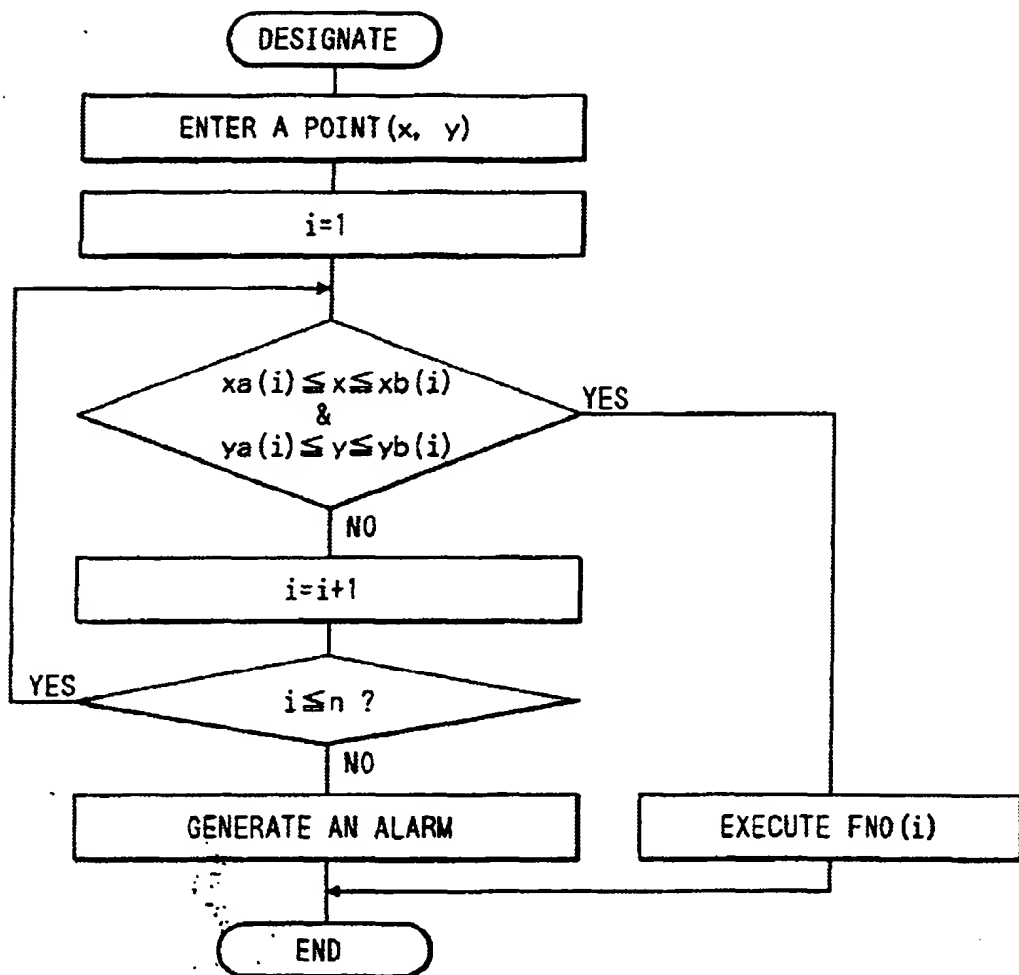 DESIGNATE
ENTER A POINT(x, y)
i=1
xa(i)≦x≦xb(i)
&
ya(i)≦y≦yb(i)
YES
NO
i=i+1
YES
i≦n ?
NO
GENERATE AN ALARM
EXECUTE FNO(i)
END